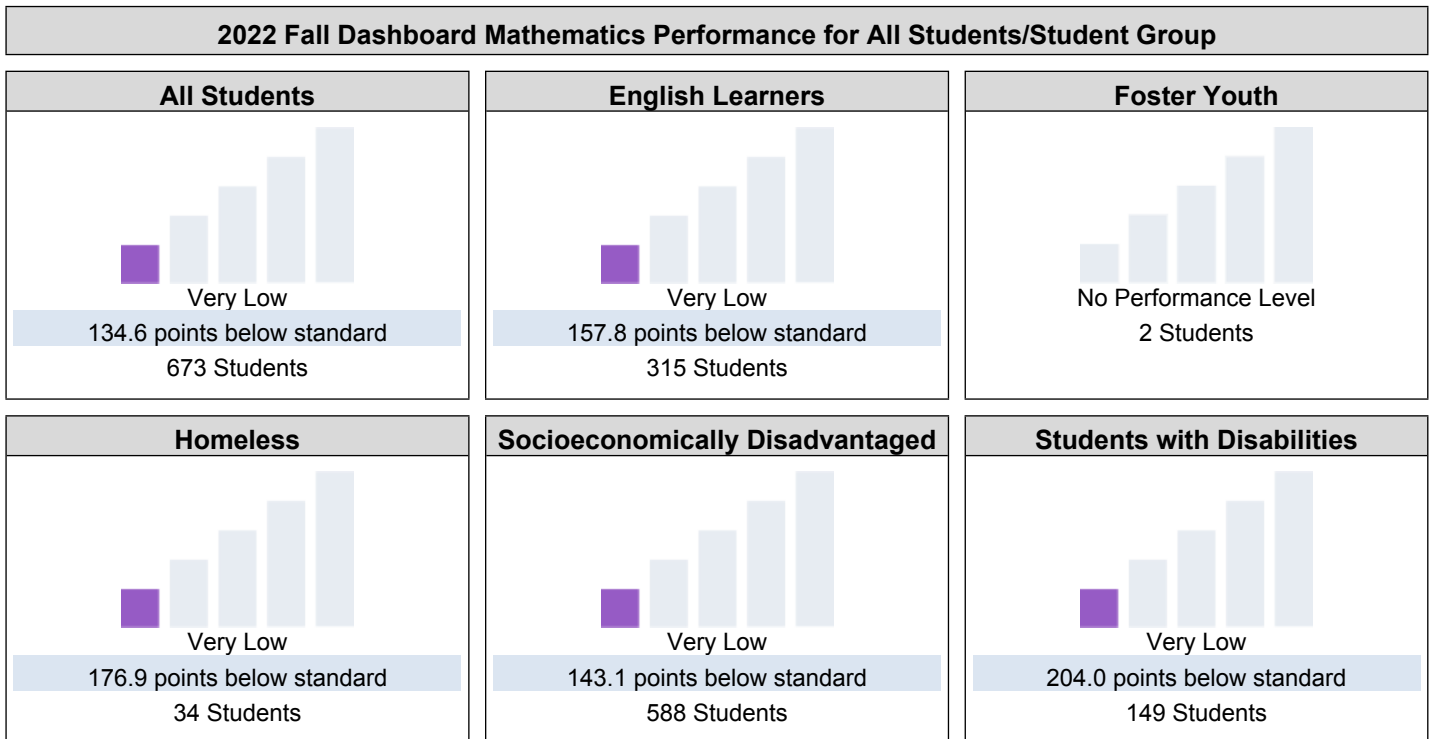 2022 Fall Dashboard Mathematics Performance for All Students/Student Group
All Students
Very Low
134.6 points below standard
673 Students
English Learners
Very Low
157.8 points below standard
315 Students
Foster Youth
No Performance Level
2 Students
Homeless
Very Low
176.9 points below standard
34 Students
Socioeconomically Disadvantaged
Very Low
143.1 points below standard
588 Students
Students with Disabilities
Very Low
204.0 points below standard
149 Students